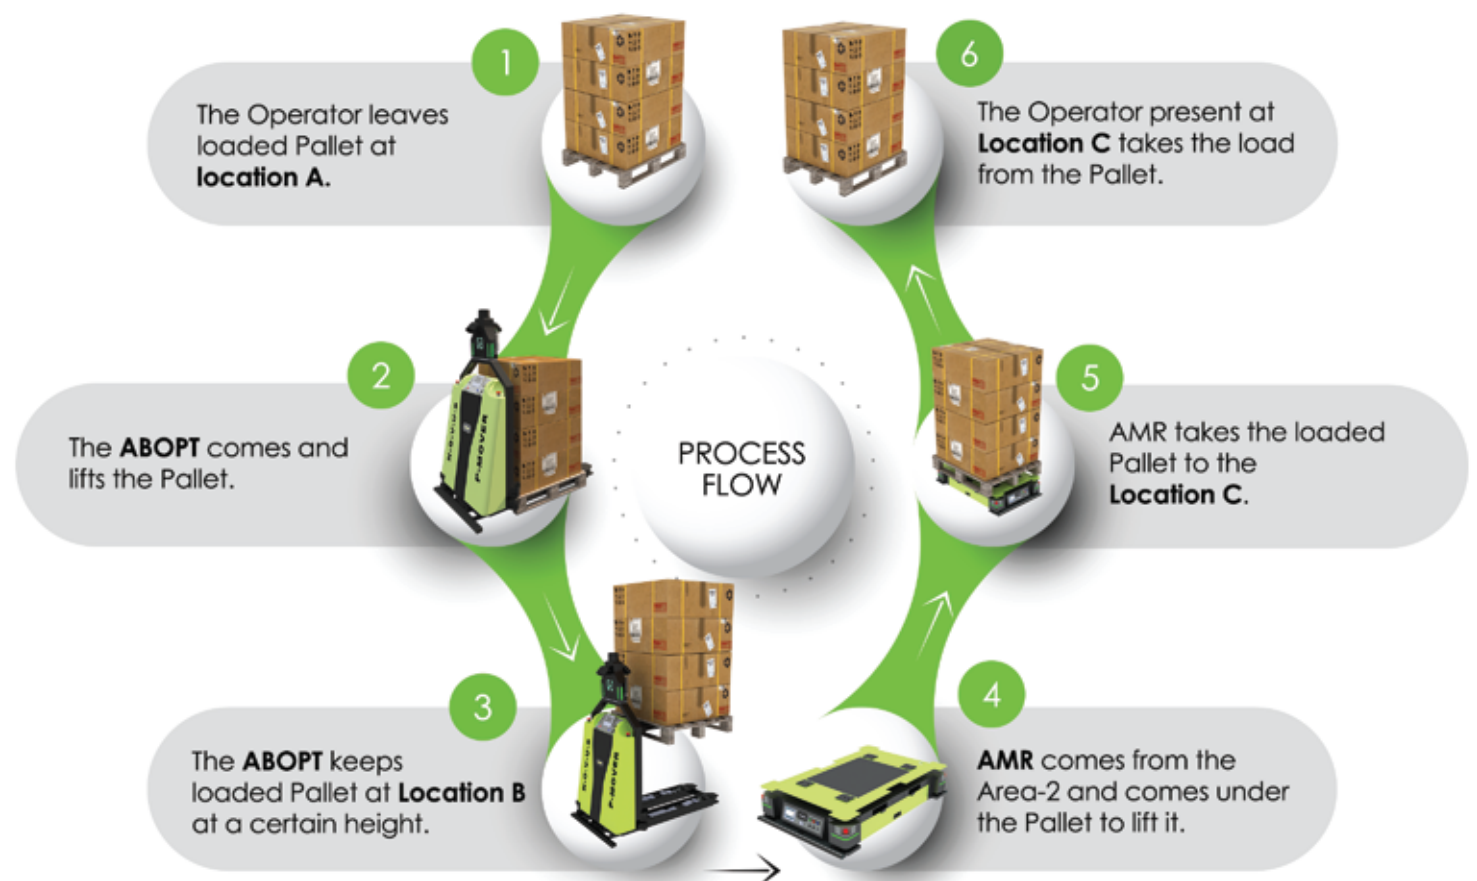 1
The Operator leaves
loaded Pallet at
location A.
2
The ABOPT comes and
lifts the Pallet.
P-MOVER
3
The ABOPT keeps
loaded Pallet at Location B
at a certain height.
P-MOVER
PROCESS
FLOW
4
AMR comes from the
Area-2 and comes under
the Pallet to lift it.
5
AMR takes the loaded
Pallet to the
Location C.
6
The Operator present at
Location C takes the load
from the Pallet.